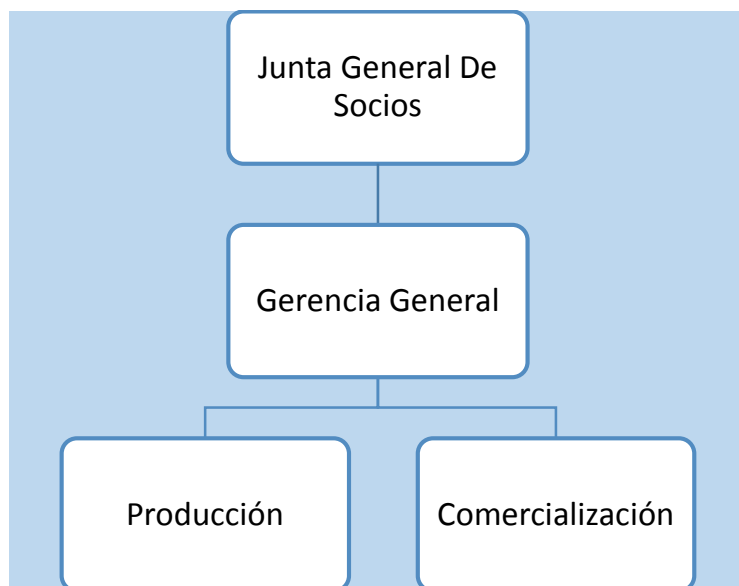 Junta General De
Socios
Gerencia General
Producción
Comercialización